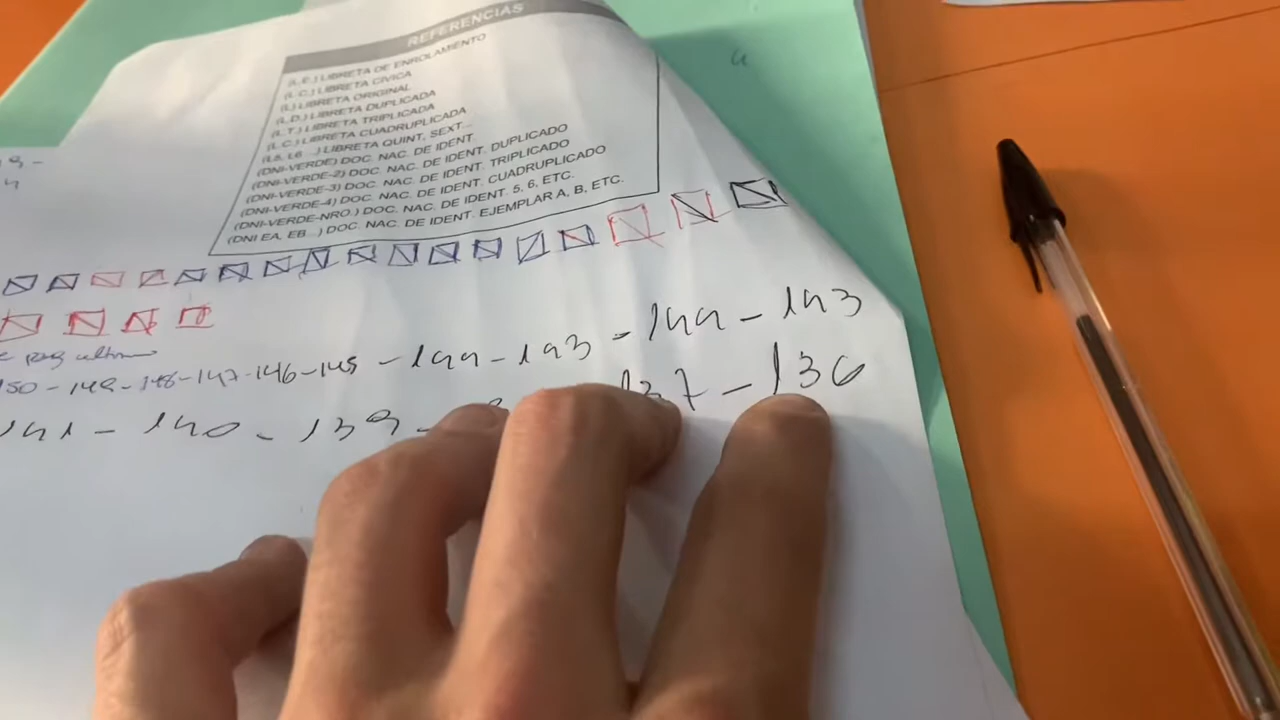 REFERENCIAS
(L.E.) LIBRETA DE ENROLAMIENTO
(L.C.) LIBRETA CÍVICA
(L) LIBRETA ORIGINAL
(L.D.) LIBRETA DUPLICADA
(L.T.) LIBRETA TRIPLICADA
(L.C.) LIBRETA CUADRUPLICADA
(L5, L6 ...) LIBRETA QUINT, SEXT...
(DNI-VERDE) DOC. NAC. DE IDENT.
(DNI-VERDE-2) DOC. NAC. DE IDENT. DUPLICADO
(DNI-VERDE-3) DOC. NAC. DE IDENT. TRIPLICADO
(DNI-VERDE-4) DOC. NAC. DE IDENT. CUADRUPLICADO
(DNI-VERDE-NRO.) DOC. NAC. DE IDENT. 5, 6, ETC.
(DNI EA, EB...) DOC. NAC. DE IDENT. EJEMPLAR A, B, ETC.
150 - 149 - 148 - 147 - 146 - 145 - 144 - 143 - 144 - 143
141 - 140 - 139 - 137 - 136